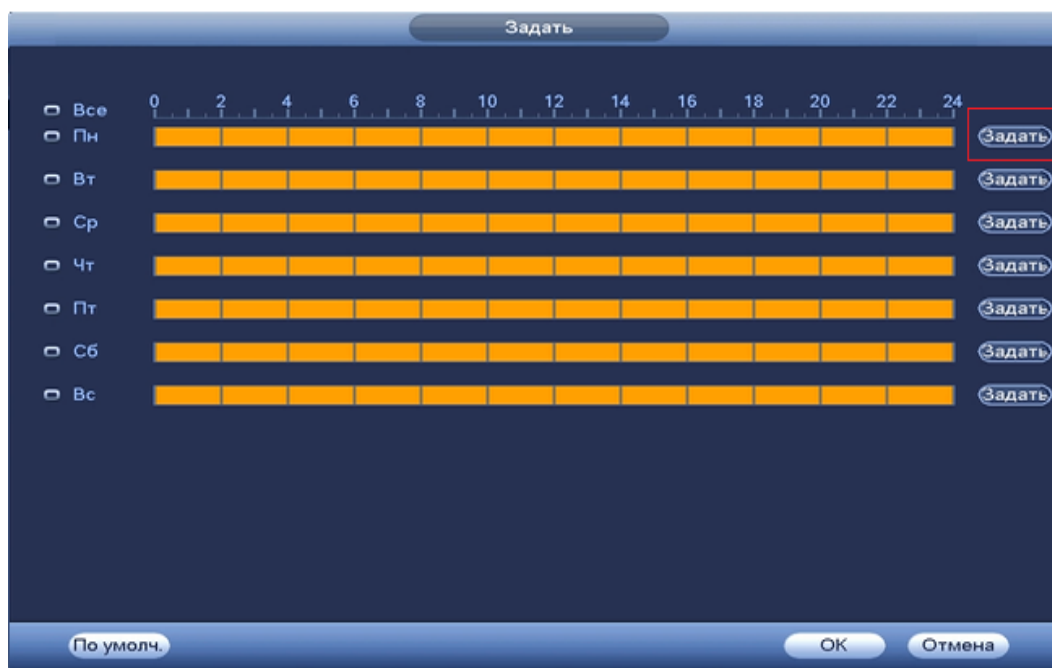 Задать
Все 0 2 4 6 8 10 12 14 16 18 20 22 24
Пн Задать
Вт Задать
Ср Задать
Чт Задать
Пт Задать
Сб Задать
Вс Задать
По умолч. OK Отмена